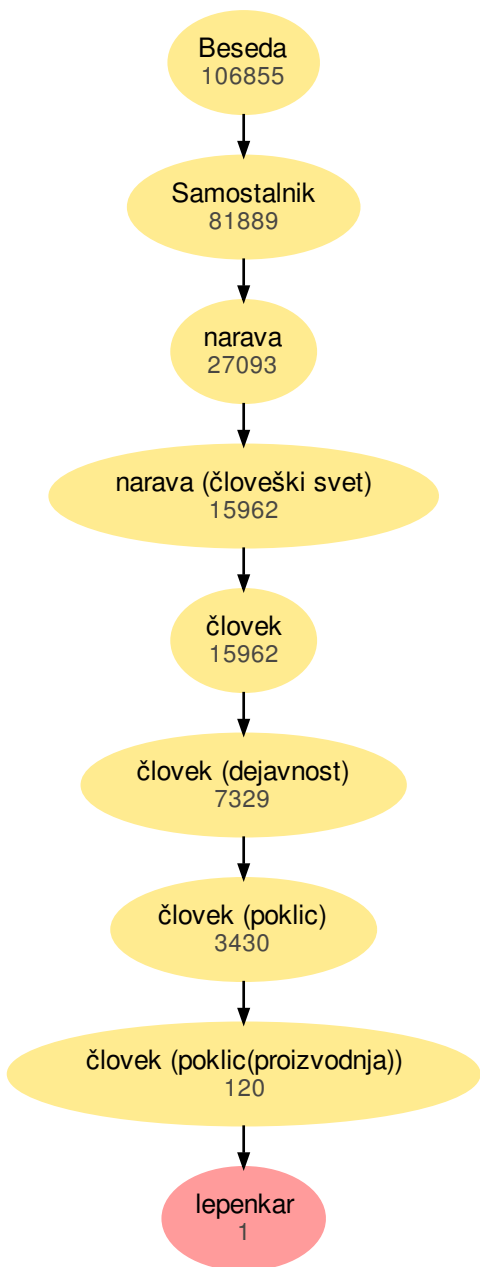 Beseda
106855
Samostalnik
81889
narava
27093
narava (človeški svet)
15962
človek
15962
človek (dejavnost)
7329
človek (poklic)
3430
človek (poklic(proizvodnja))
120
lepenkar
1